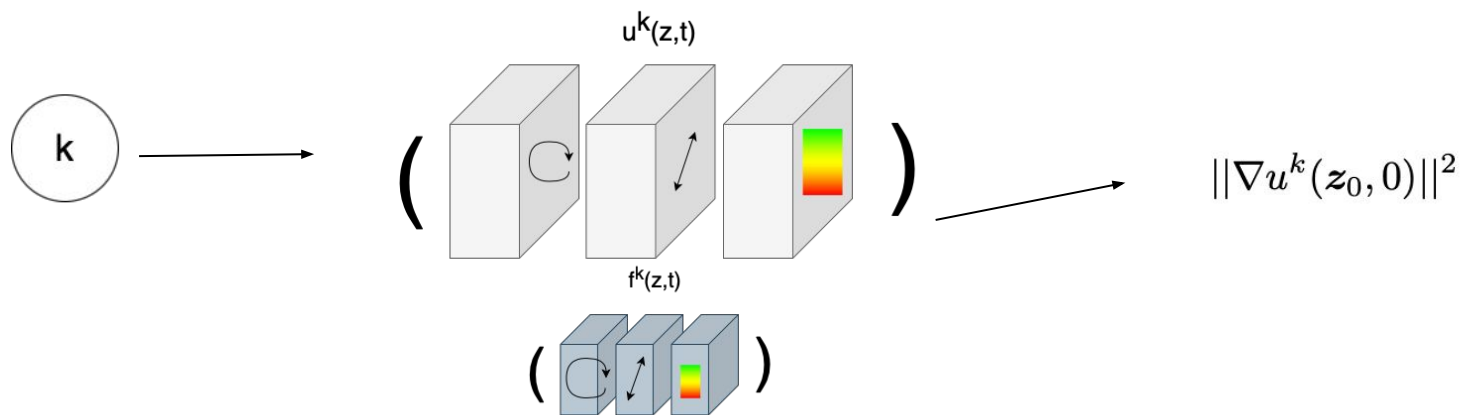 u^k(z,t)
k
( )
||∇u^k(z_0, 0)||^2
f^k(z,t)
( )